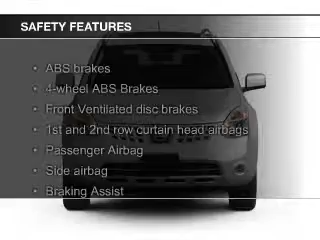 SAFETY FEATURES
• ABS brakes
• 4-wheel ABS Brakes
• Front Ventilated disc brakes
• 1st and 2nd row curtain head airbags
• Passenger Airbag
• Side airbag
• Braking Assist